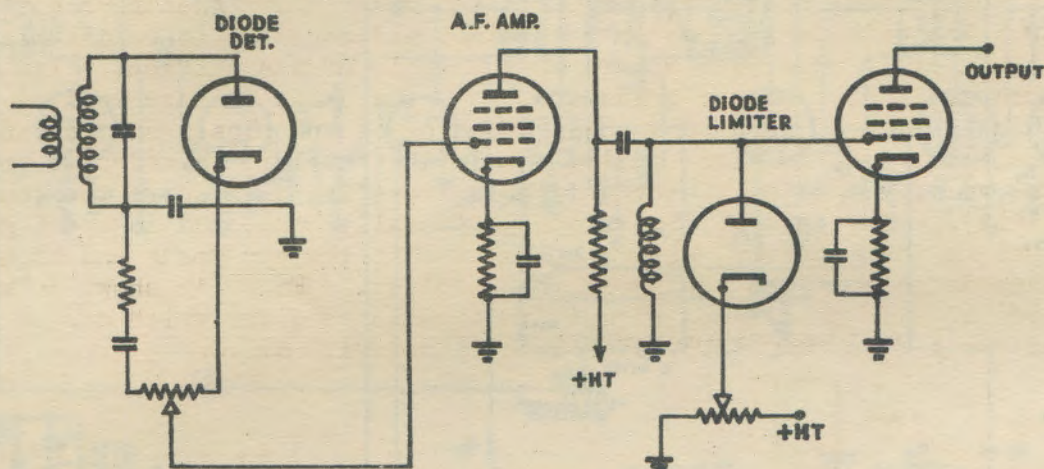 DIODE
DET.
A.F. AMP.
DIODE
LIMITER
OUTPUT
+HT
+HT